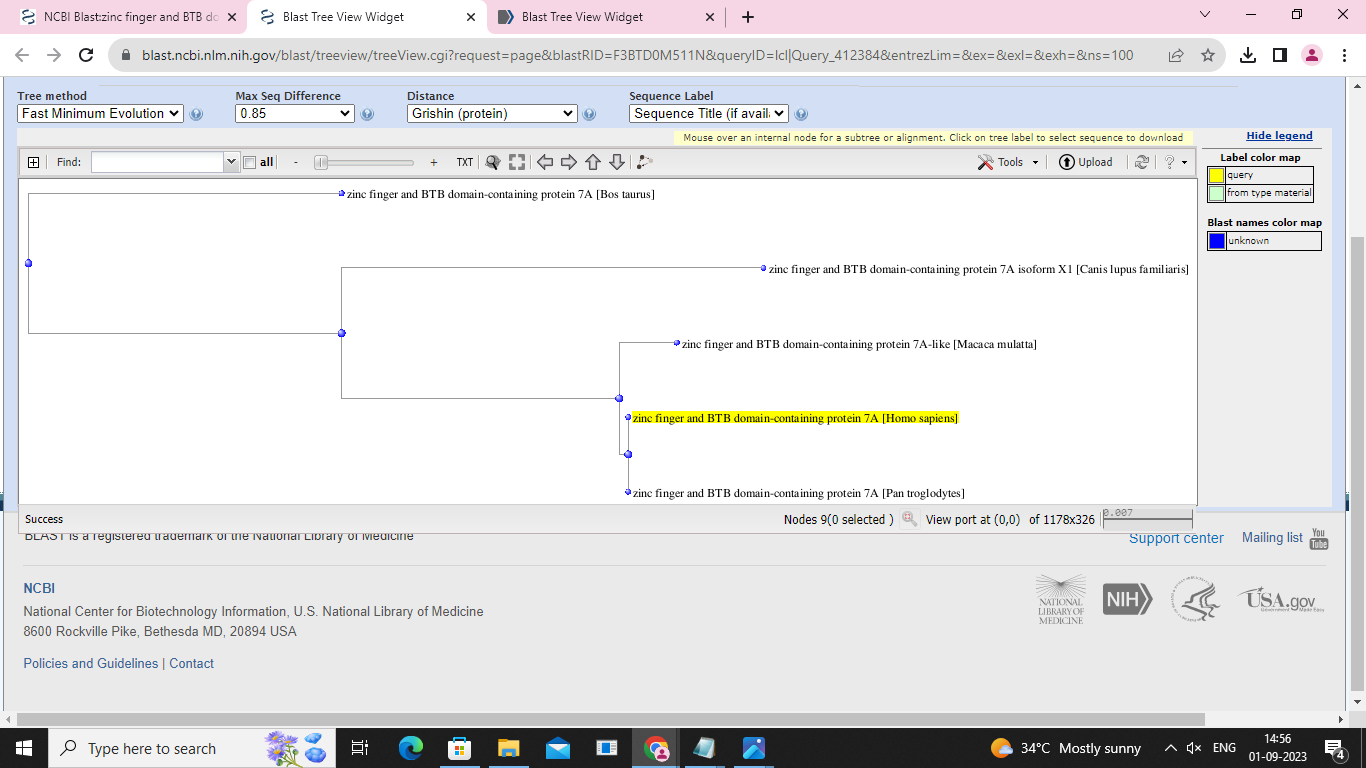 NCBI Blast:zinc finger and BTB do
Blast Tree View Widget
Blast Tree View Widget
blast.ncbi.nlm.nih.gov/blast/treeview/treeView.cgi?request=page&blastRID=F3BTD0M511N&queryID=lcl|Query_412384&entrezLim=&ex=&exl=&exh=&ns=100
Tree method Max Seq Difference Distance Sequence Label
Fast Minimum Evolution 0.85 Grishin (protein) Sequence Title (if avail
Mouse over an internal node for a subtree or alignment. Click on tree label to select sequence to download
Hide legend
Find: all - + TXT Tools Upload ?
Label color map
query
from type material
Blast names color map
unknown
zinc finger and BTB domain-containing protein 7A [Bos taurus]
zinc finger and BTB domain-containing protein 7A isoform X1 [Canis lupus familiaris]
zinc finger and BTB domain-containing protein 7A-like [Macaca mulatta]
zinc finger and BTB domain-containing protein 7A [Homo sapiens]
zinc finger and BTB domain-containing protein 7A [Pan troglodytes]
Success Nodes 9(0 selected ) View port at (0,0) of 1178x326 0.007
BLAST is a registered trademark of the National Library of Medicine
Support center Mailing list You Tube
NCBI
National Center for Biotechnology Information, U.S. National Library of Medicine
8600 Rockville Pike, Bethesda MD, 20894 USA
Policies and Guidelines | Contact
NATIONAL
LIBRARY OF
MEDICINE
NIH
USA.gov
Type here to search
34°C Mostly sunny
ENG
14:56
01-09-2023
4